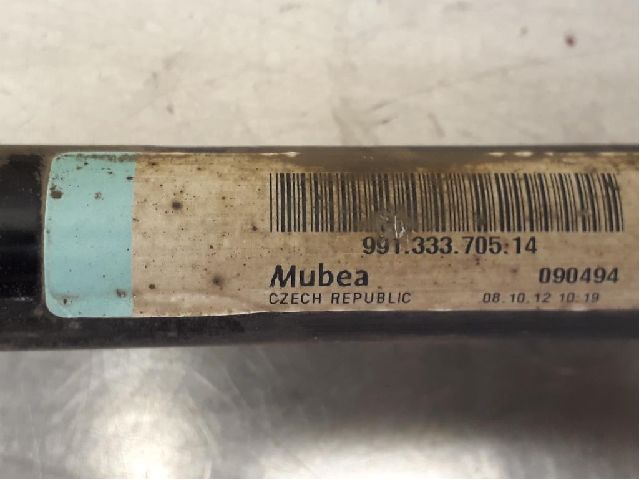 991.333.705.14
Mubea 090494
CZECH REPUBLIC 08.10.12 10:19